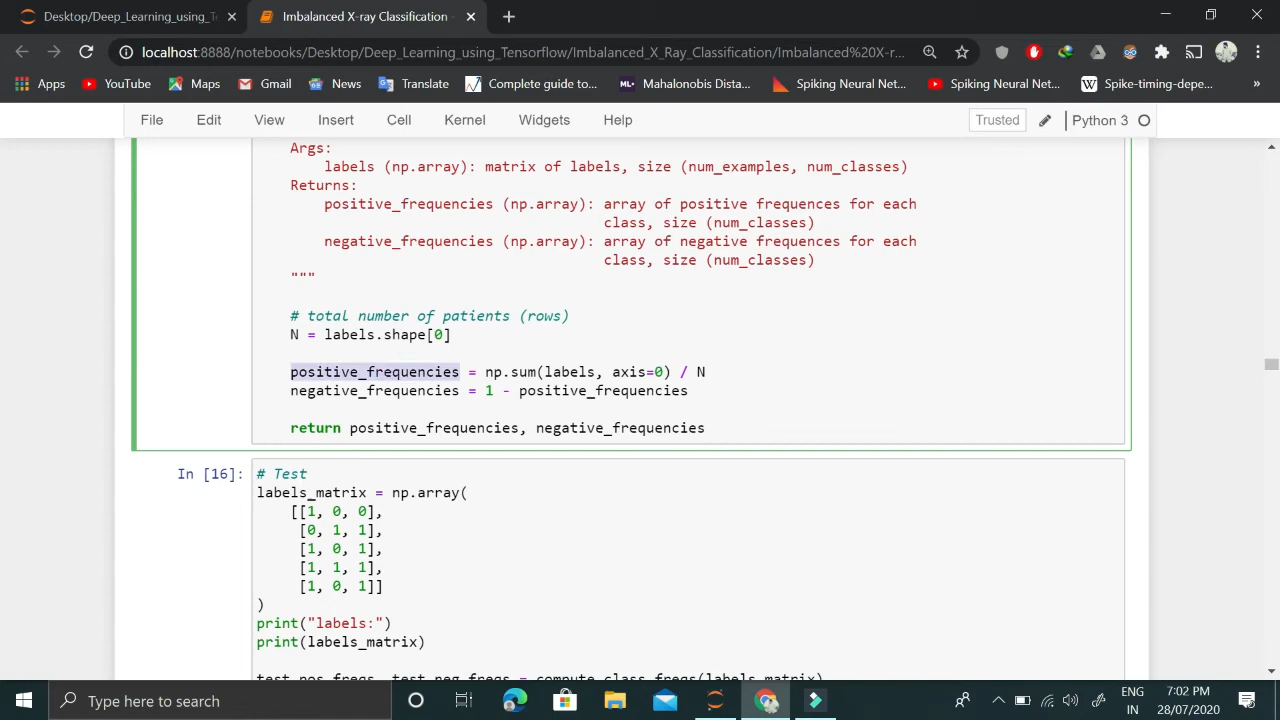 Desktop/Deep_Learning_using_Te
Imbalanced X-ray Classification -
localhost:8888/notebooks/Desktop/Deep_Learning_using_Tensorflow/Imbalanced_X_Ray_Classification/Imbalanced%20X-r...
Apps YouTube Maps Gmail News Translate Complete guide to... ML+ Mahalonobis Dista... Spiking Neural Net... Spiking Neural Net... W Spike-timing-depe... »
File Edit View Insert Cell Kernel Widgets Help Trusted Python 3
Args:
labels (np.array): matrix of labels, size (num_examples, num_classes)
Returns:
positive_frequencies (np.array): array of positive frequences for each
class, size (num_classes)
negative_frequencies (np.array): array of negative frequences for each
class, size (num_classes)
"""
# total number of patients (rows)
N = labels.shape[0]
positive_frequencies = np.sum(labels, axis=0) / N
negative_frequencies = 1 - positive_frequencies
return positive_frequencies, negative_frequencies
In [16]: # Test
labels_matrix = np.array(
[[1, 0, 0],
[0, 1, 1],
[1, 0, 1],
[1, 1, 1],
[1, 0, 1]]
)
print("labels:")
print(labels_matrix)
test_pos_freqs, test_neg_freqs = compute_class_freqs(labels_matrix)
Type here to search
ENG
IN
7:02 PM
28/07/2020